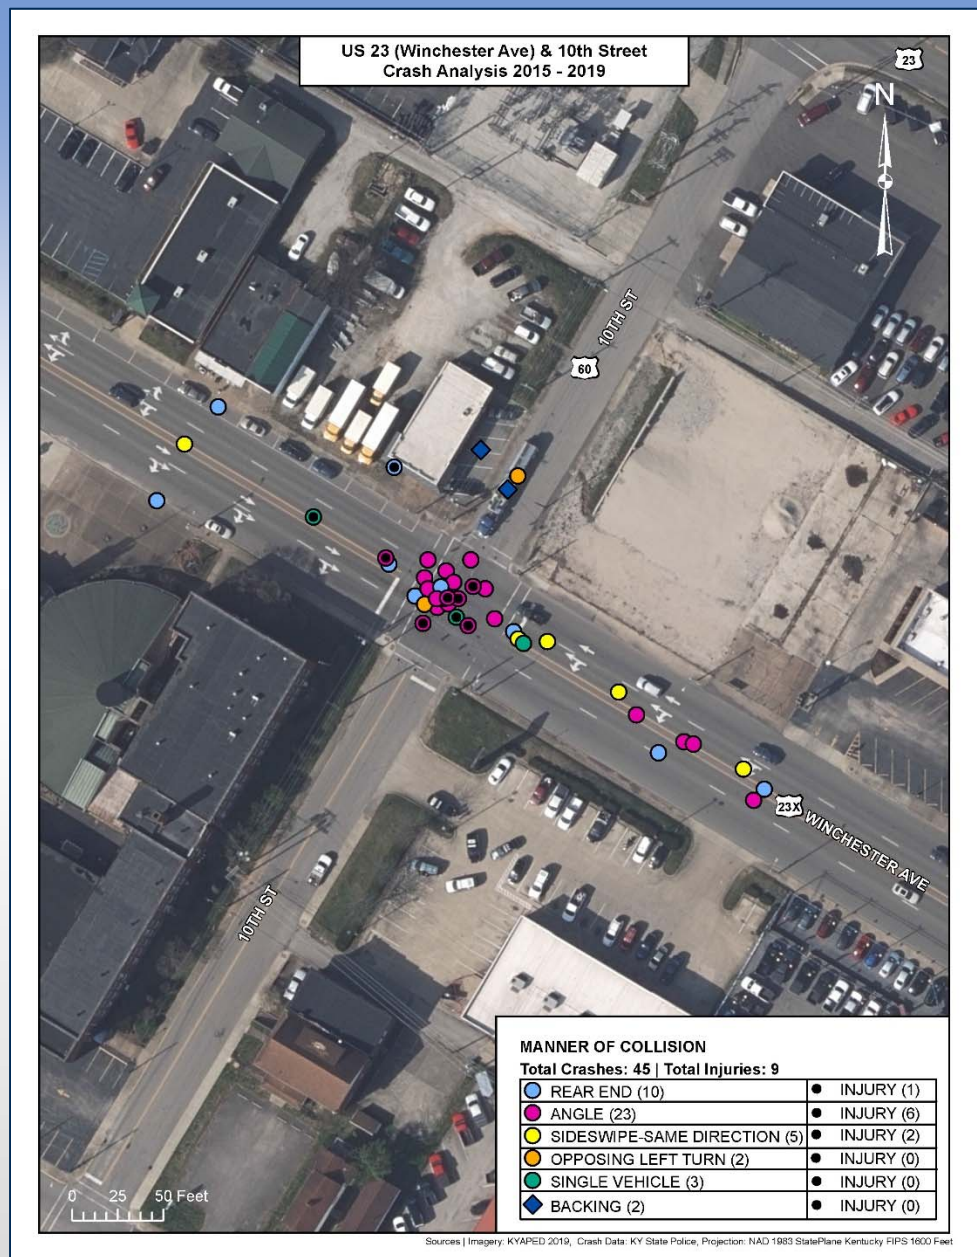 US 23 (Winchester Ave) & 10th Street
Crash Analysis 2015 - 2019
23
N
10TH ST
60
23X
WINCHESTER AVE
10TH ST
MANNER OF COLLISION
Total Crashes: 45 | Total Injuries: 9
REAR END (10) INJURY (1)
ANGLE (23) INJURY (6)
SIDESWIPE-SAME DIRECTION (5) INJURY (2)
OPPOSING LEFT TURN (2) INJURY (0)
SINGLE VEHICLE (3) INJURY (0)
BACKING (2) INJURY (0)
0 25 50 Feet
Sources | Imagery: KYAPED 2019, Crash Data: KY State Police, Projection: NAD 1983 StatePlane Kentucky FIPS 1600 Feet